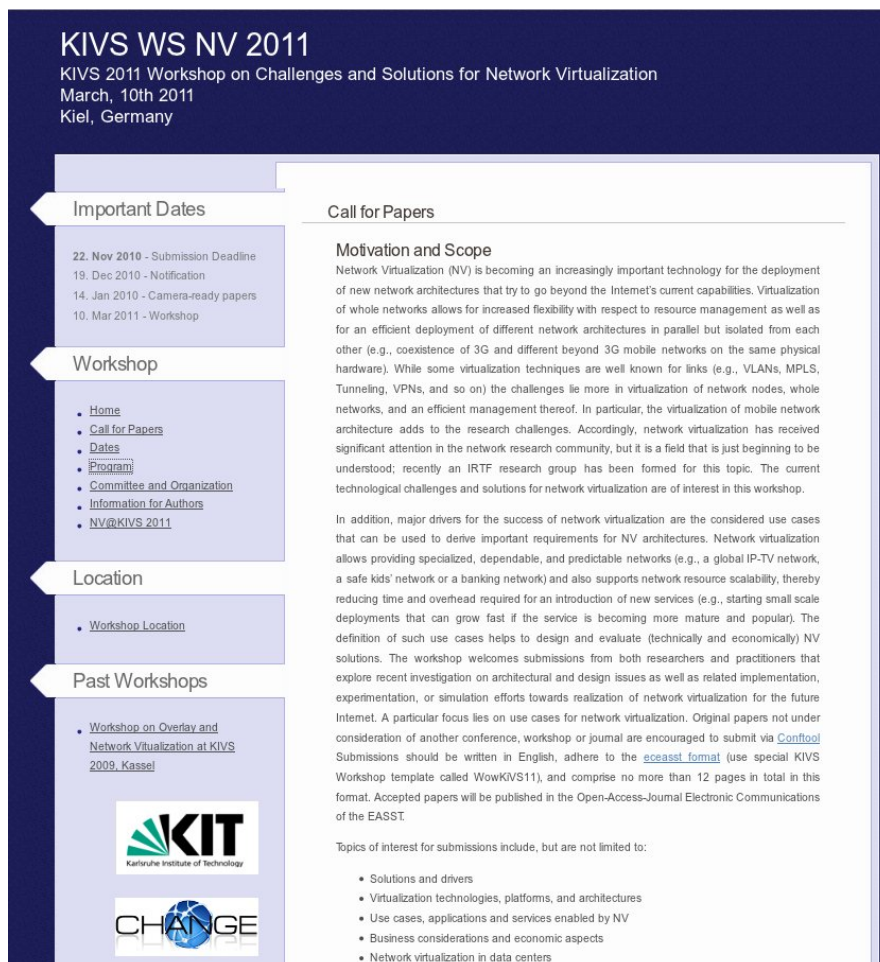 KIVS WS NV 2011
KIVS 2011 Workshop on Challenges and Solutions for Network Virtualization
March, 10th 2011
Kiel, Germany
Important Dates
22. Nov 2010 - Submission Deadline
19. Dec 2010 - Notification
14. Jan 2010 - Camera-ready papers
10. Mar 2011 - Workshop
Workshop
Home
Call for Papers
Dates
Program
Committee and Organization
Information for Authors
NV@KIVS 2011
Location
Workshop Location
Past Workshops
Workshop on Overlay and
Network Vitualization at KIVS
2009, Kassel
KIT
Karlsruhe Institute of Technology
CHANGE
Call for Papers
Motivation and Scope
Network Virtualization (NV) is becoming an increasingly important technology for the deployment
of new network architectures that try to go beyond the Internet's current capabilities. Virtualization
of whole networks allows for increased flexibility with respect to resource management as well as
for an efficient deployment of different network architectures in parallel but isolated from each
other (e.g., coexistence of 3G and different beyond 3G mobile networks on the same physical
hardware). While some virtualization techniques are well known for links (e.g., VLANs, MPLS,
Tunneling, VPNs, and so on) the challenges lie more in virtualization of network nodes, whole
networks, and an efficient management thereof. In particular, the virtualization of mobile network
architecture adds to the research challenges. Accordingly, network virtualization has received
significant attention in the network research community, but it is a field that is just beginning to be
understood; recently an IRTF research group has been formed for this topic. The current
technological challenges and solutions for network virtualization are of interest in this workshop.
In addition, major drivers for the success of network virtualization are the considered use cases
that can be used to derive important requirements for NV architectures. Network virtualization
allows providing specialized, dependable, and predictable networks (e.g., a global IP-TV network,
a safe kids' network or a banking network) and also supports network resource scalability, thereby
reducing time and overhead required for an introduction of new services (e.g., starting small scale
deployments that can grow fast if the service is becoming more mature and popular). The
definition of such use cases helps to design and evaluate (technically and economically) NV
solutions. The workshop welcomes submissions from both researchers and practitioners that
explore recent investigation on architectural and design issues as well as related implementation,
experimentation, or simulation efforts towards realization of network virtualization for the future
Internet. A particular focus lies on use cases for network virtualization. Original papers not under
consideration of another conference, workshop or journal are encouraged to submit via Conftool
Submissions should be written in English, adhere to the eceasst format (use special KIVS
Workshop template called WowKiVS11), and comprise no more than 12 pages in total in this
format. Accepted papers will be published in the Open-Access-Journal Electronic Communications
of the EASST.
Topics of interest for submissions include, but are not limited to:
Solutions and drivers
Virtualization technologies, platforms, and architectures
Use cases, applications and services enabled by NV
Business considerations and economic aspects
Network virtualization in data centers